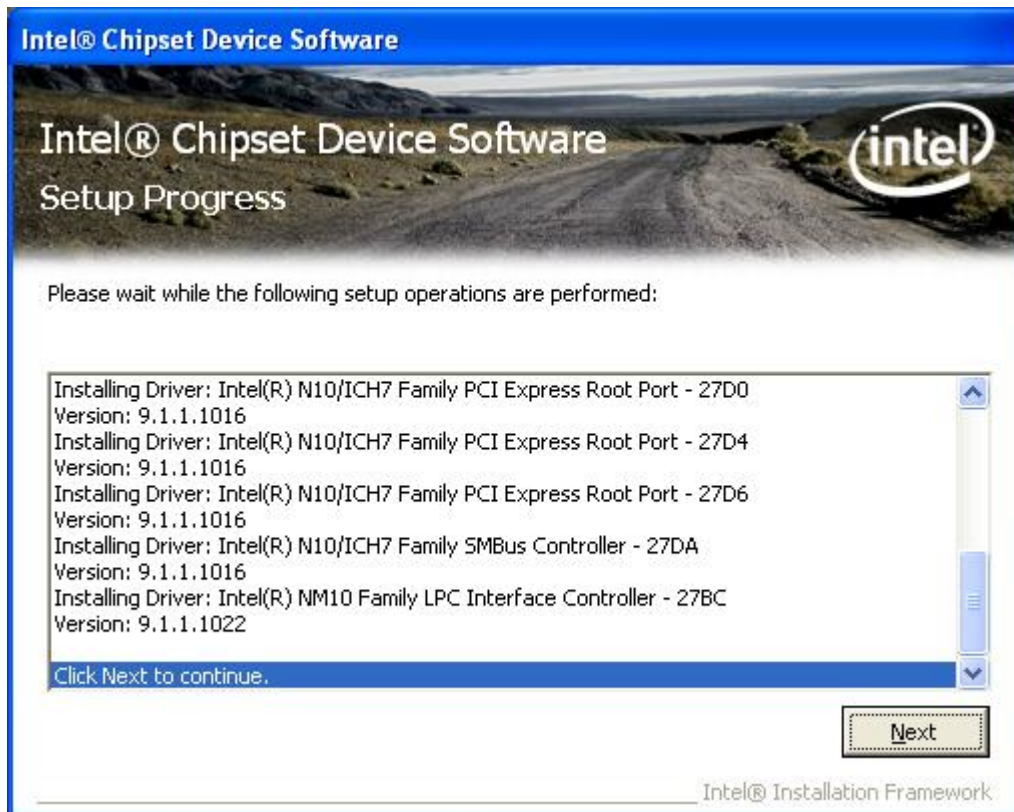 Intel® Chipset Device Software
Intel® Chipset Device Software
intel
Setup Progress
Please wait while the following setup operations are performed:
Installing Driver: Intel(R) N10/ICH7 Family PCI Express Root Port - 27D0
Version: 9.1.1.1016
Installing Driver: Intel(R) N10/ICH7 Family PCI Express Root Port - 27D4
Version: 9.1.1.1016
Installing Driver: Intel(R) N10/ICH7 Family PCI Express Root Port - 27D6
Version: 9.1.1.1016
Installing Driver: Intel(R) N10/ICH7 Family SMBus Controller - 27DA
Version: 9.1.1.1016
Installing Driver: Intel(R) NM10 Family LPC Interface Controller - 27BC
Version: 9.1.1.1022
Click Next to continue.
Next
Intel® Installation Framework